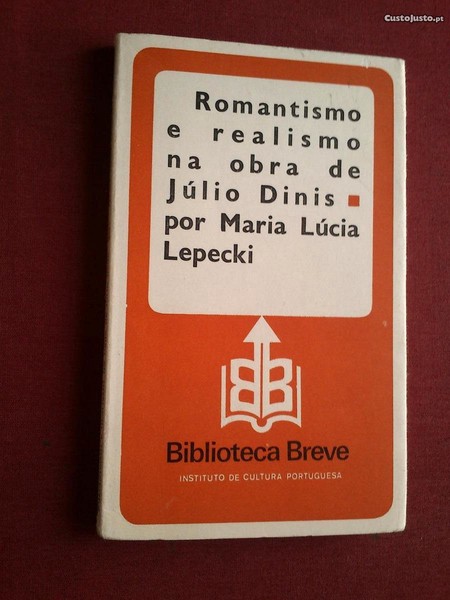 CustoJusto.pt
Romantismo
e realismo
na obra de
Júlio Dinis ■
por Maria Lúcia
Lepecki
BB
Biblioteca Breve
INSTITUTO DE CULTURA PORTUGUESA